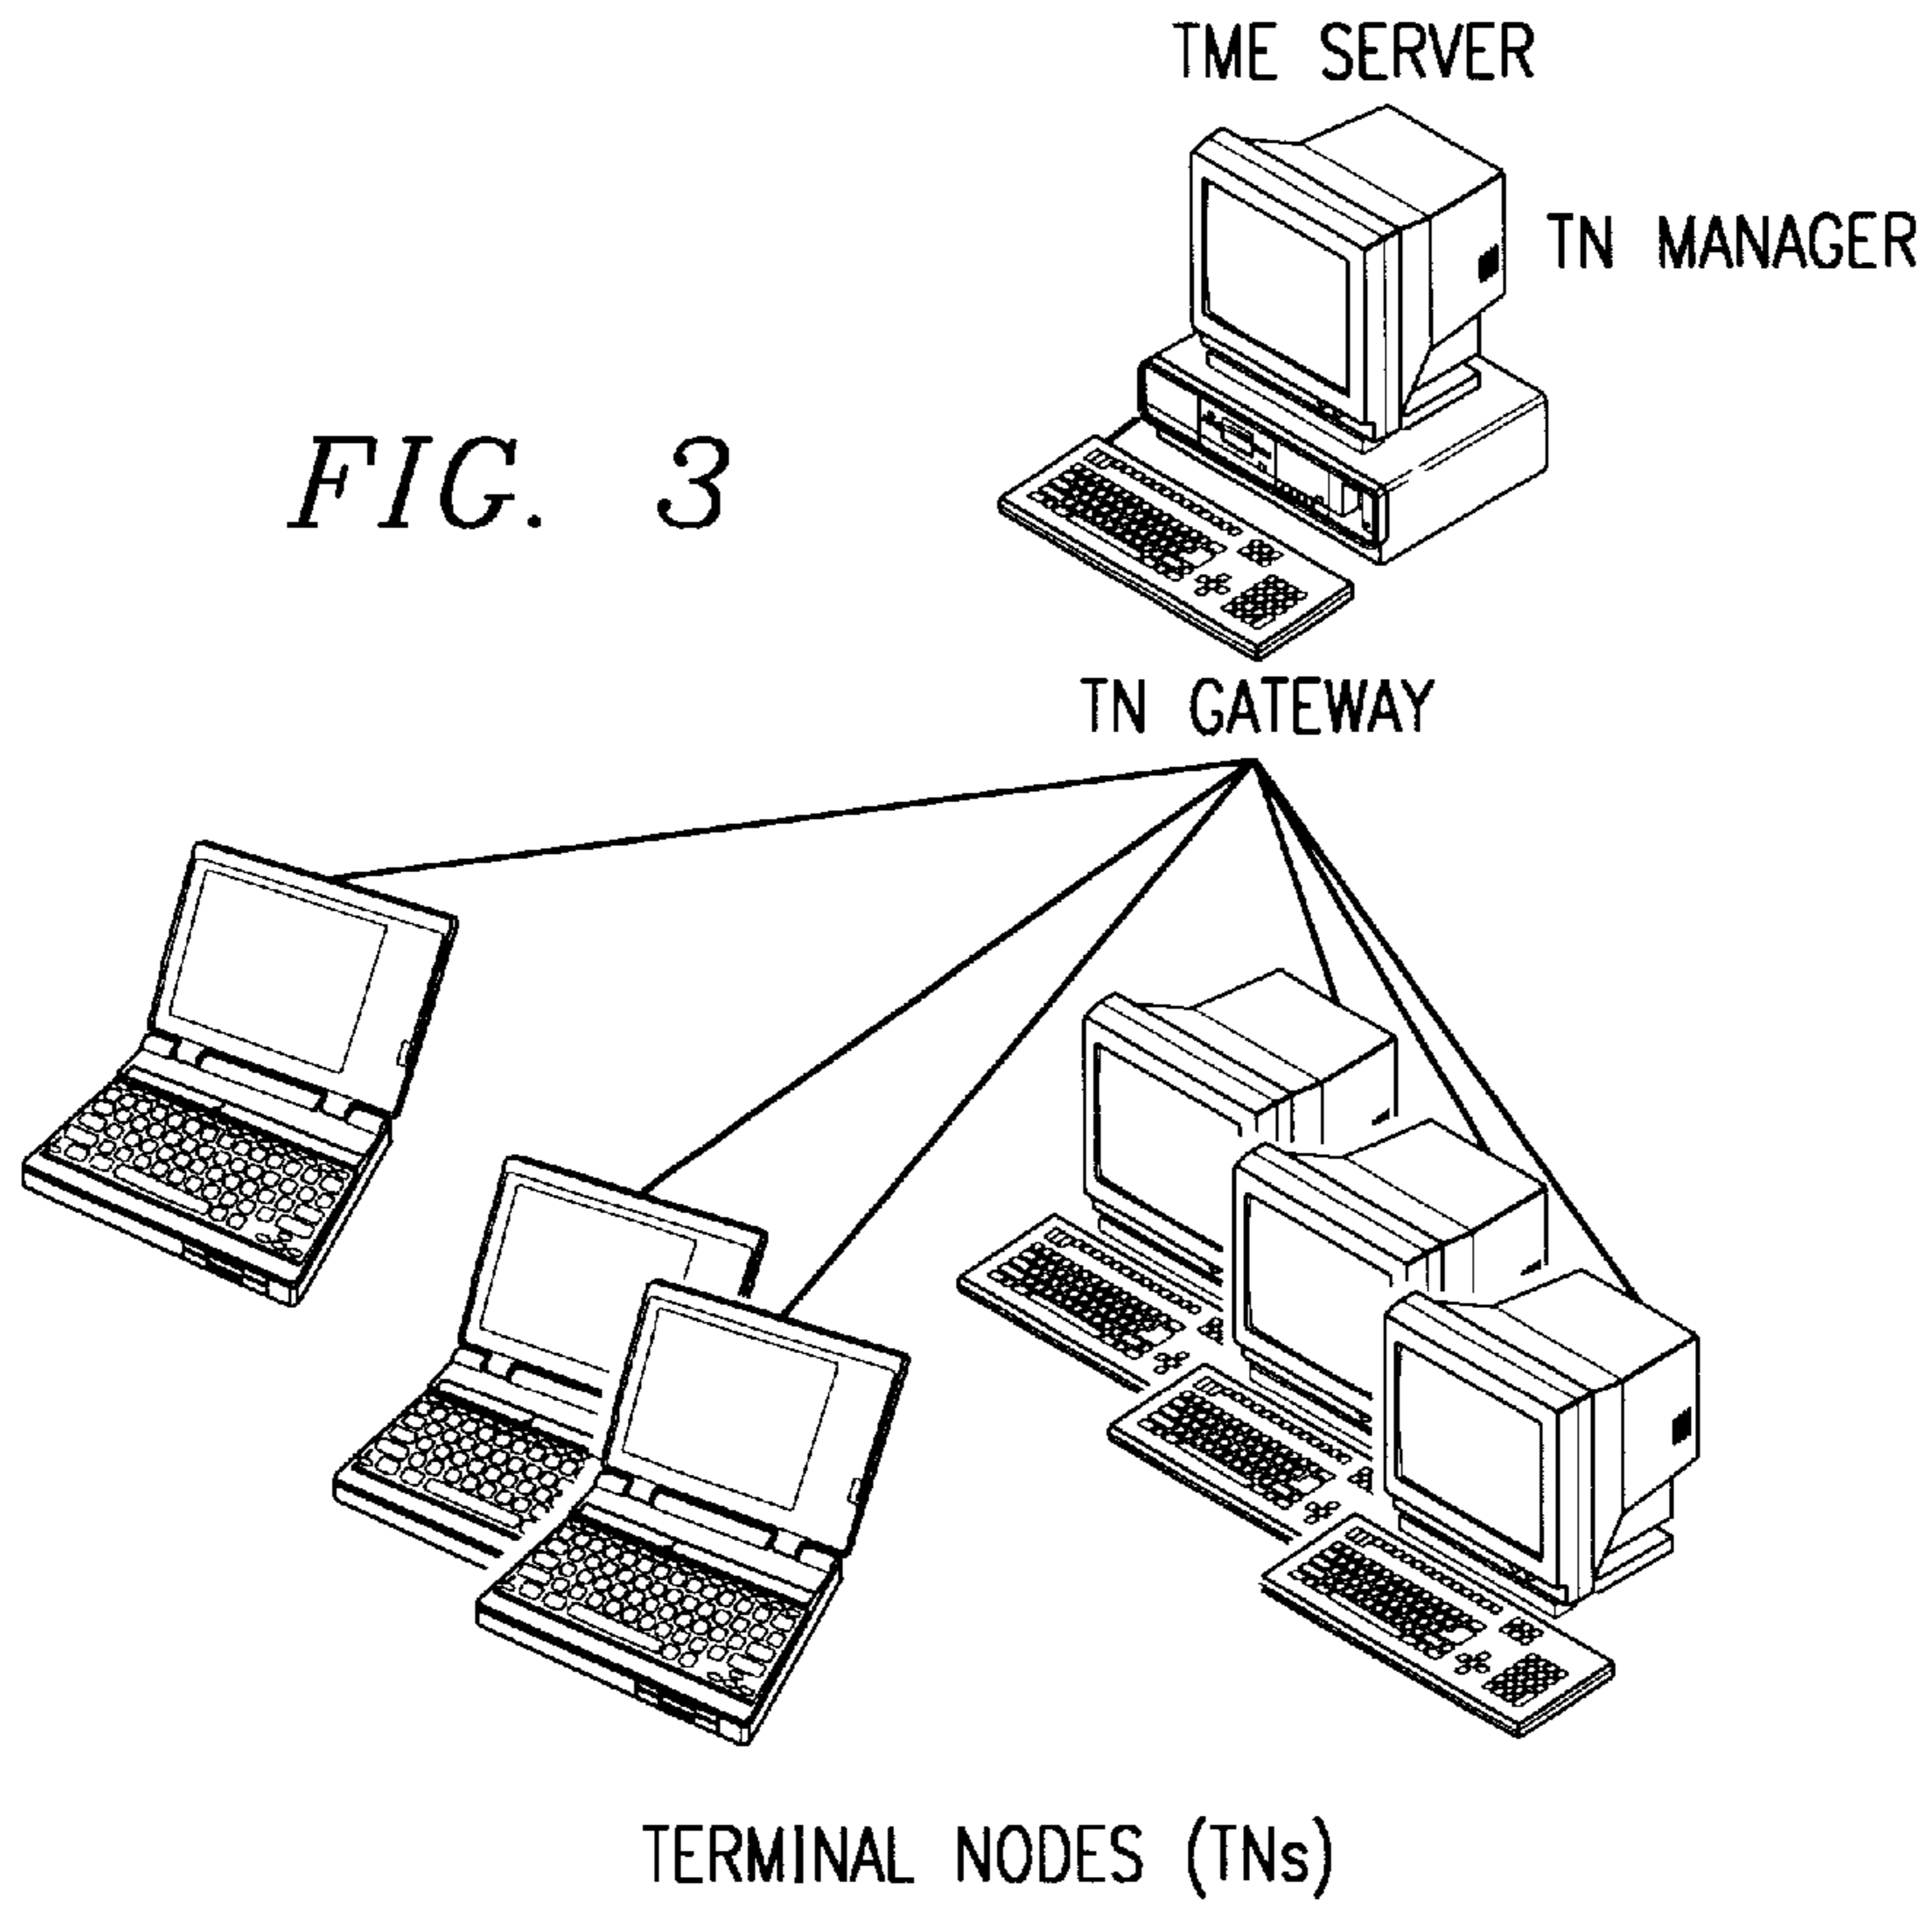 TME SERVER
TN MANAGER
FIG. 3
TN GATEWAY
TERMINAL NODES (TNs)